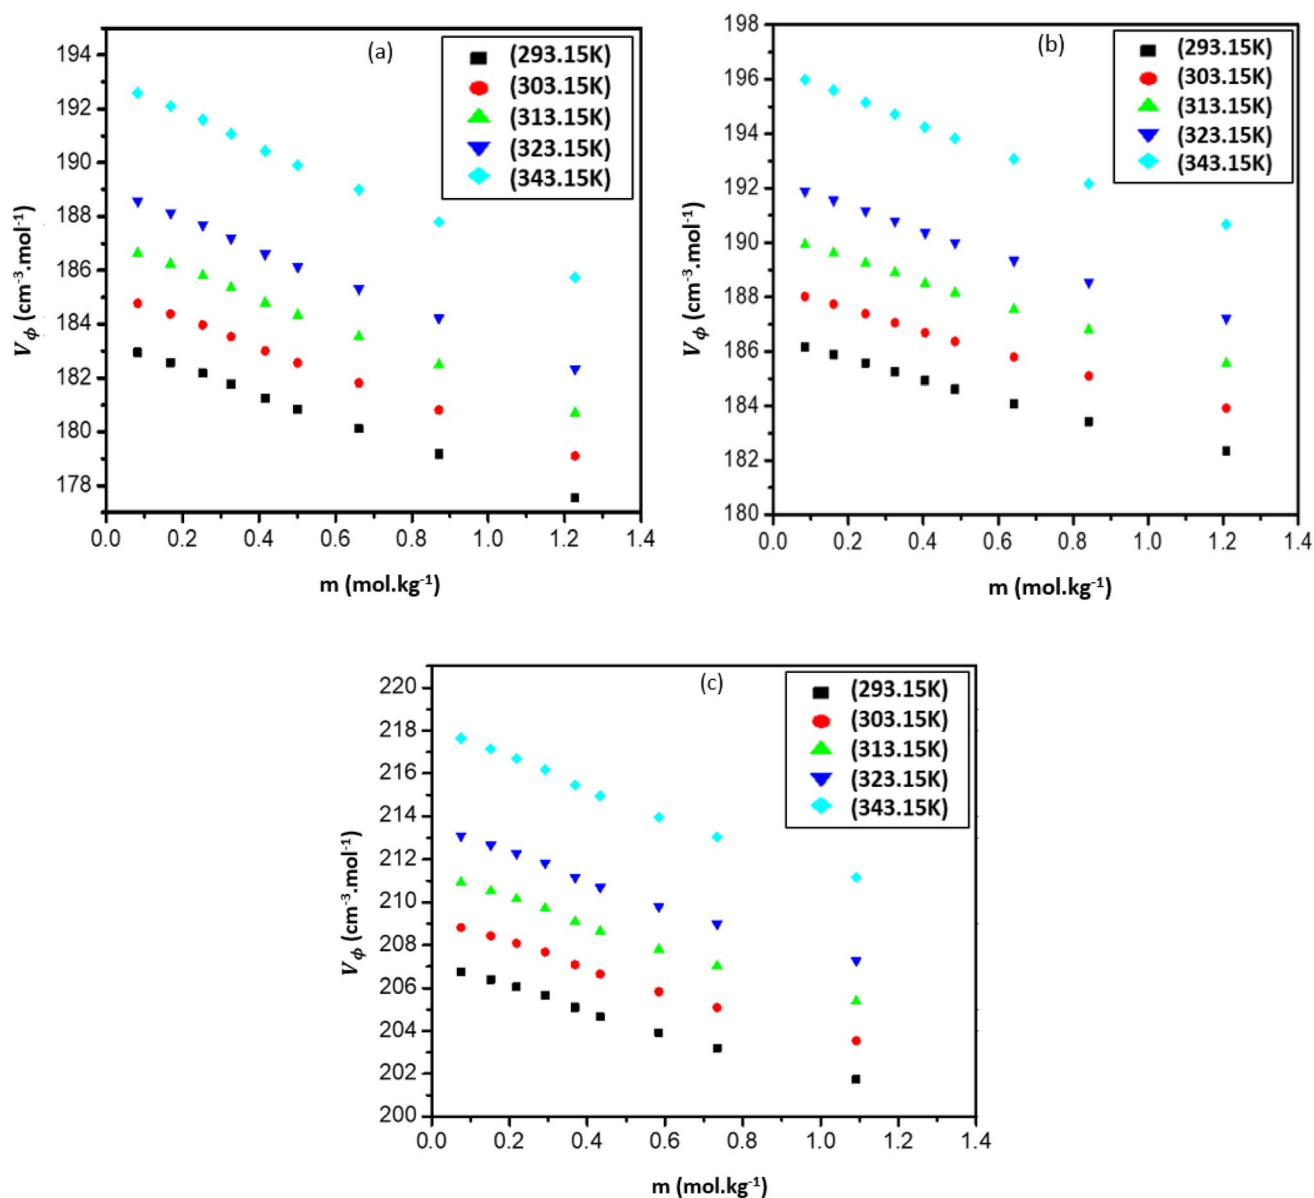 (a)
194
192
190
188
186
184
182
180
178
V𝜙 (cm⁻³.mol⁻¹)
0.0 0.2 0.4 0.6 0.8 1.0 1.2 1.4
m (mol.kg⁻¹)
(293.15K)
(303.15K)
(313.15K)
(323.15K)
(343.15K)
(b)
198
196
194
192
190
188
186
184
182
180
V𝜙 (cm⁻³.mol⁻¹)
0.0 0.2 0.4 0.6 0.8 1.0 1.2 1.4
m (mol.kg⁻¹)
(293.15K)
(303.15K)
(313.15K)
(323.15K)
(343.15K)
(c)
220
218
216
214
212
210
208
206
204
202
200
V𝜙 (cm⁻³.mol⁻¹)
0.0 0.2 0.4 0.6 0.8 1.0 1.2 1.4
m (mol.kg⁻¹)
(293.15K)
(303.15K)
(313.15K)
(323.15K)
(343.15K)